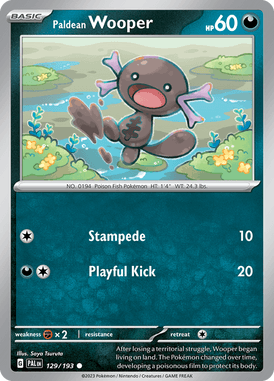 BASIC
Paldean Wooper HP 60
NO. 0194 Poison Fish Pokémon HT. 1'4" WT. 24.3 lbs.
Stampede 10
Playful Kick 20
weakness ×2 resistance retreat
Illus. Saya Tsuruta
G PAL EN 129/193
After losing a territorial struggle, Wooper began
living on land. The Pokémon changed over time,
developing a poisonous film to protect its body.
©2023 Pokémon / Nintendo / Creatures / GAME FREAK